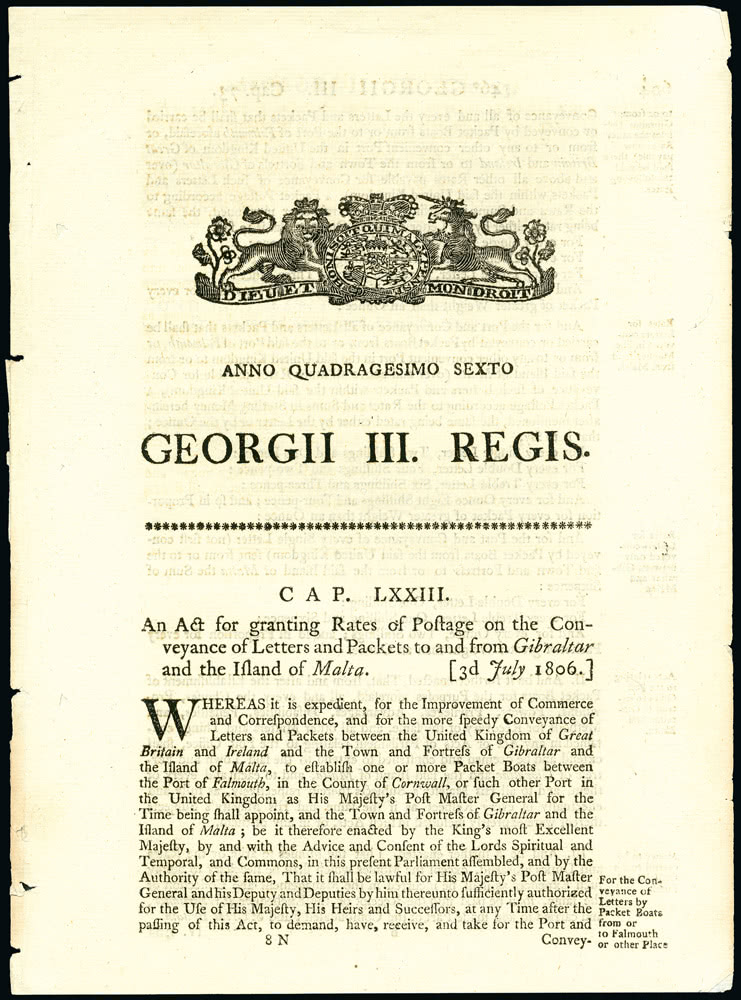 HONI SOIT QUI MAL Y PENSE
DIEU ET MON DROIT
ANNO QUADRAGESIMO SEXTO
GEORGII III. REGIS.
CAP. LXXIII.
An Act for granting Rates of Poſtage on the Con-
veyance of Letters and Packets to and from Gibraltar
and the Iſland of Malta. [3d July 1806.]
WHEREAS it is expedient, for the Improvement of Commerce
and Correſpondence, and for the more ſpeedy Conveyance of
Letters and Packets between the United Kingdom of Great
Britain and Ireland and the Town and Fortreſs of Gibraltar and
the Iſland of Malta, to eſtabliſh one or more Packet Boats between
the Port of Falmouth, in the County of Cornwall, or ſuch other Port in
the United Kingdom as His Majeſty's Poſt Maſter General for the
Time being ſhall appoint, and the Town and Fortreſs of Gibraltar and the
Iſland of Malta; be it therefore enacted by the King's moſt Excellent
Majeſty, by and with the Advice and Conſent of the Lords Spiritual and
Temporal, and Commons, in this preſent Parliament aſſembled, and by the
Authority of the ſame, That it ſhall be lawful for His Majeſty's Poſt Maſter
General and his Deputy and Deputies by him thereunto ſufficiently authorized
for the Uſe of His Majeſty, His Heirs and Succeſſors, at any Time after the
paſſing of this Act, to demand, have, receive, and take for the Port and
8 N Convey-
For the Con-
veyance of
Letters by
Packet Boats
from or
to Falmouth
or other Place